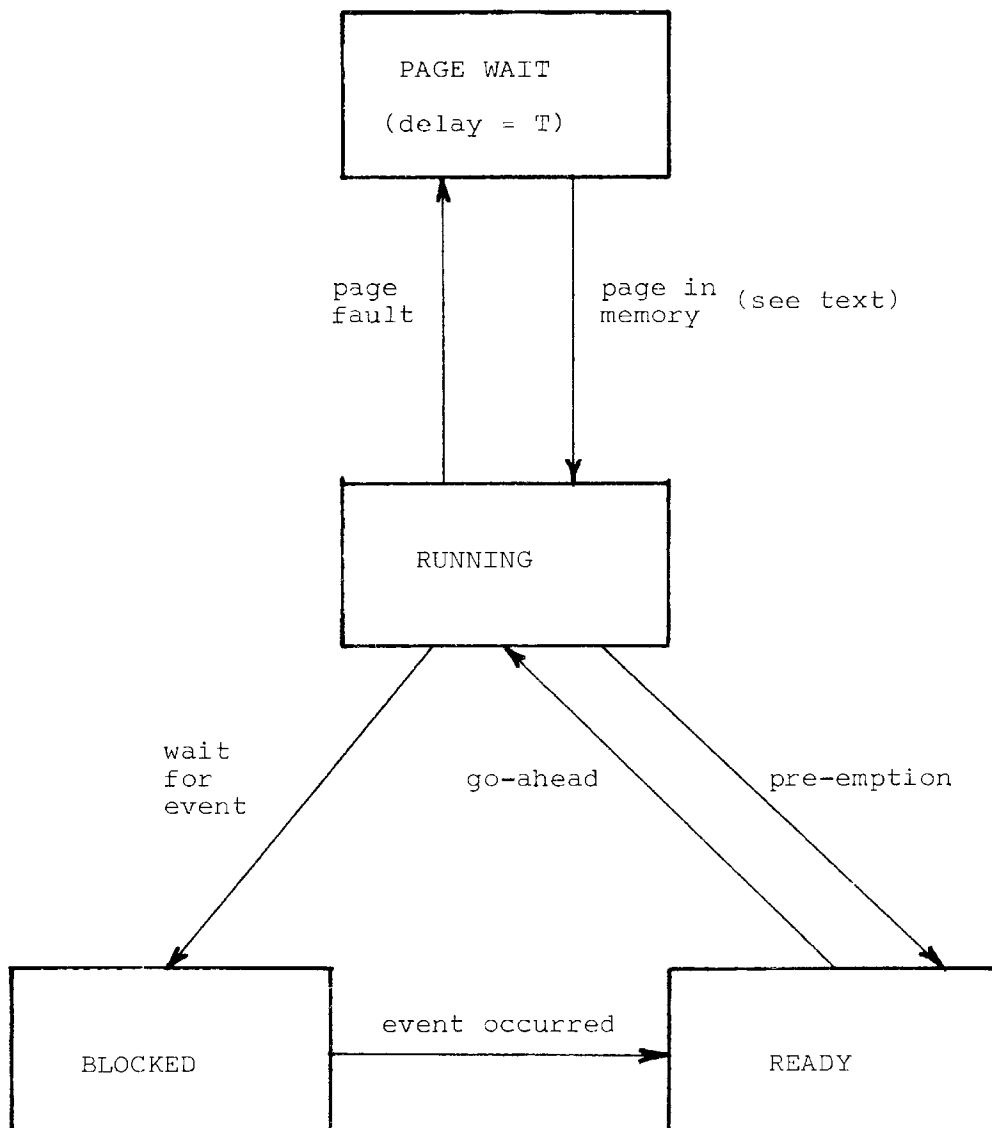 PAGE WAIT
(delay = T)
page
fault
page in
memory
(see text)
RUNNING
wait
for
event
go-ahead
pre-emption
event occurred
BLOCKED
READY